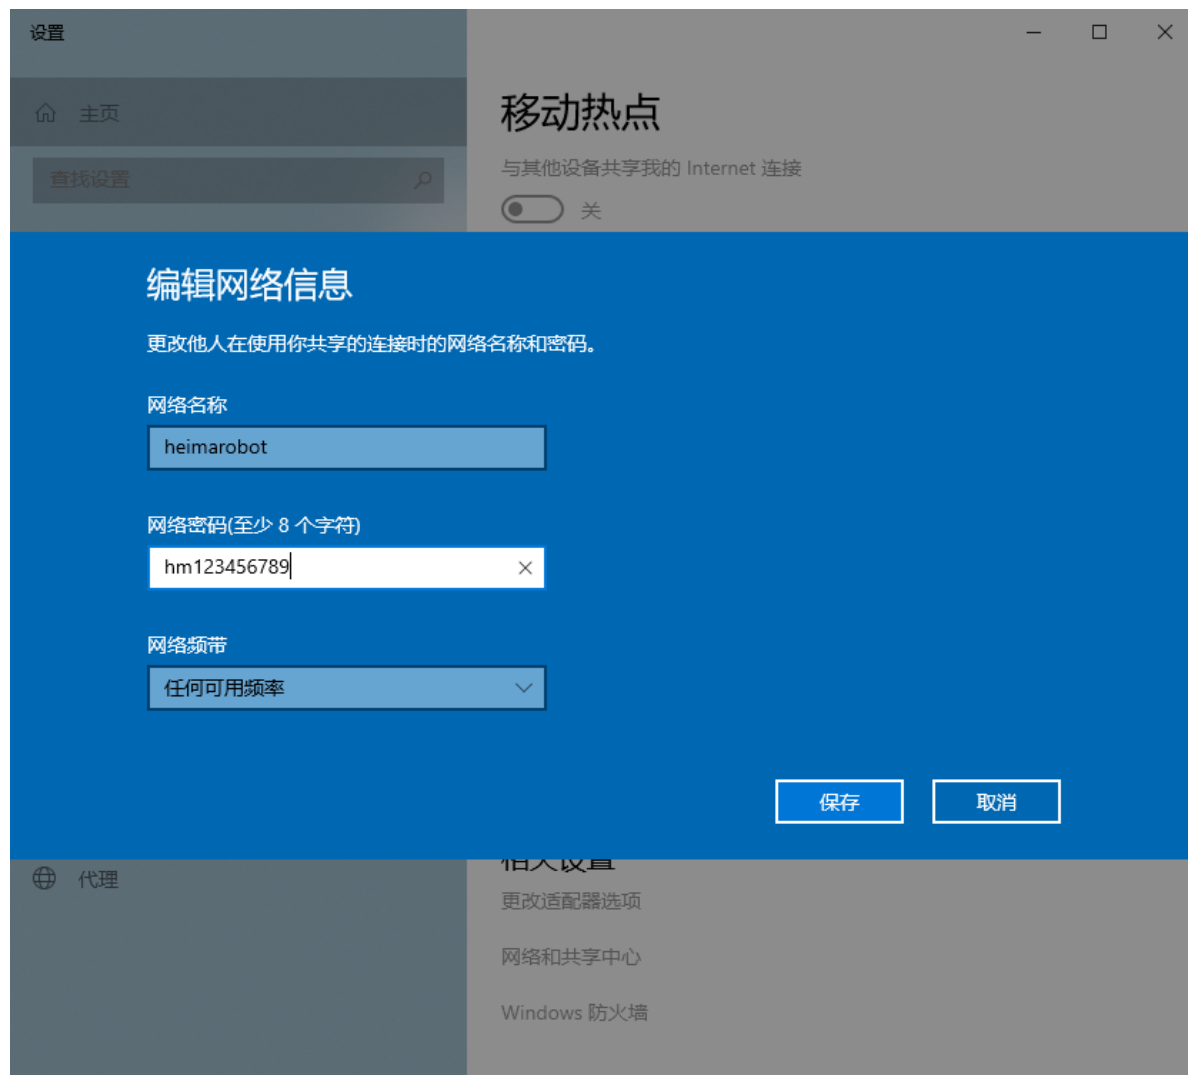 设置
主页
查找设置
移动热点
与其他设备共享我的 Internet 连接
关
编辑网络信息
更改他人在使用你共享的连接时的网络名称和密码。
网络名称
heimarobot
网络密码(至少 8 个字符)
hm123456789
网络频带
任何可用频率
保存
取消
代理
相关设置
更改适配器选项
网络和共享中心
Windows 防火墙